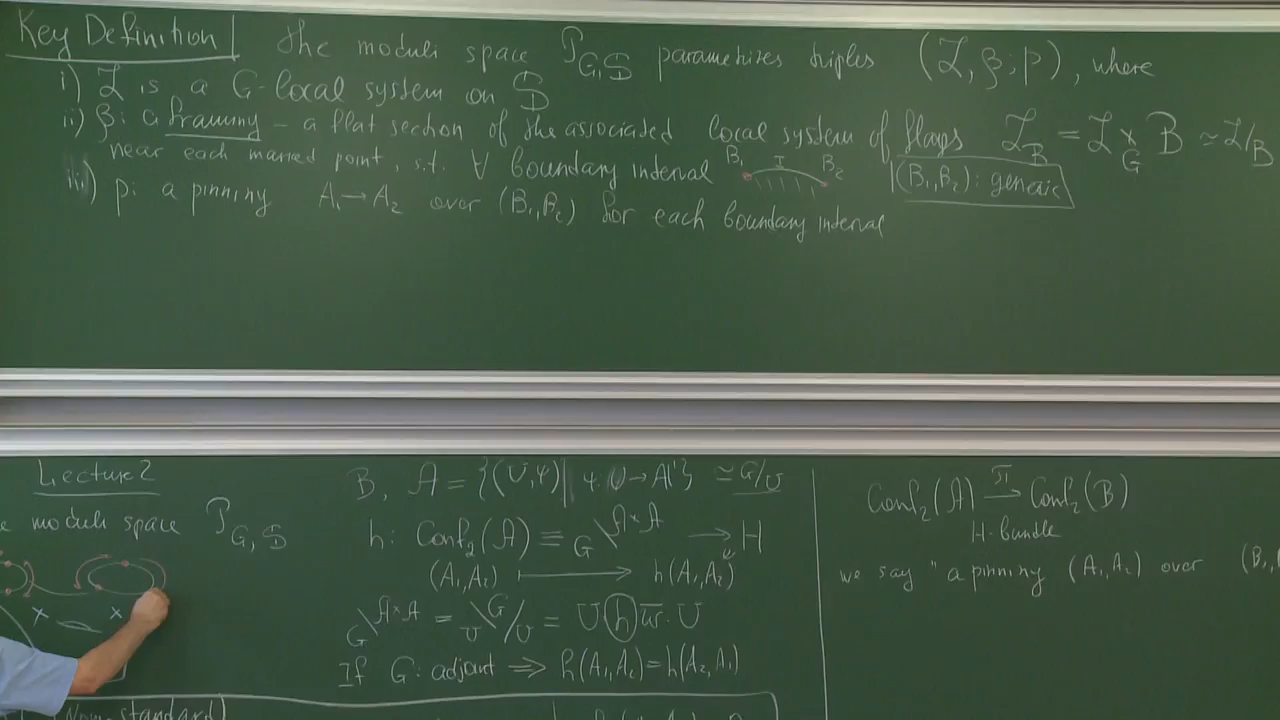 Key Definition The moduli space 𝒫_{G,𝕊} parametrizes triples (ℒ, β; p), where
i) ℒ is a G-local system on 𝕊
ii) β: a framing - a flat section of the associated local system of flags ℒ_B = ℒ ×_G B ≃ ℒ/B
near each marked point, s.t. ∀ boundary interval B₁ I B₂ (B₁, B₂): generic
iii) p: a pinning A₁ → A₂ over (B₁, B₂) for each boundary interval
Lecture 2
moduli space 𝒫_{G,𝕊}
B, 𝒜 = {(U, ψ) | ψ: U → A¹} ≃ G/U
h: Conf₂(𝒜) ≡ G\𝒜×𝒜 → H
(A₁, A₂) ↦ h(A₁, A₂)
G\𝒜×𝒜 = U\G/U = U h w̄ · U
If G: adjoint ⇒ h(A₁, A₂) = h(A₂, A₁)
Non-standard
Conf₂(𝒜) →^π Conf₂(B)
H-bundle
we say "a pinning (A₁, A₂) over